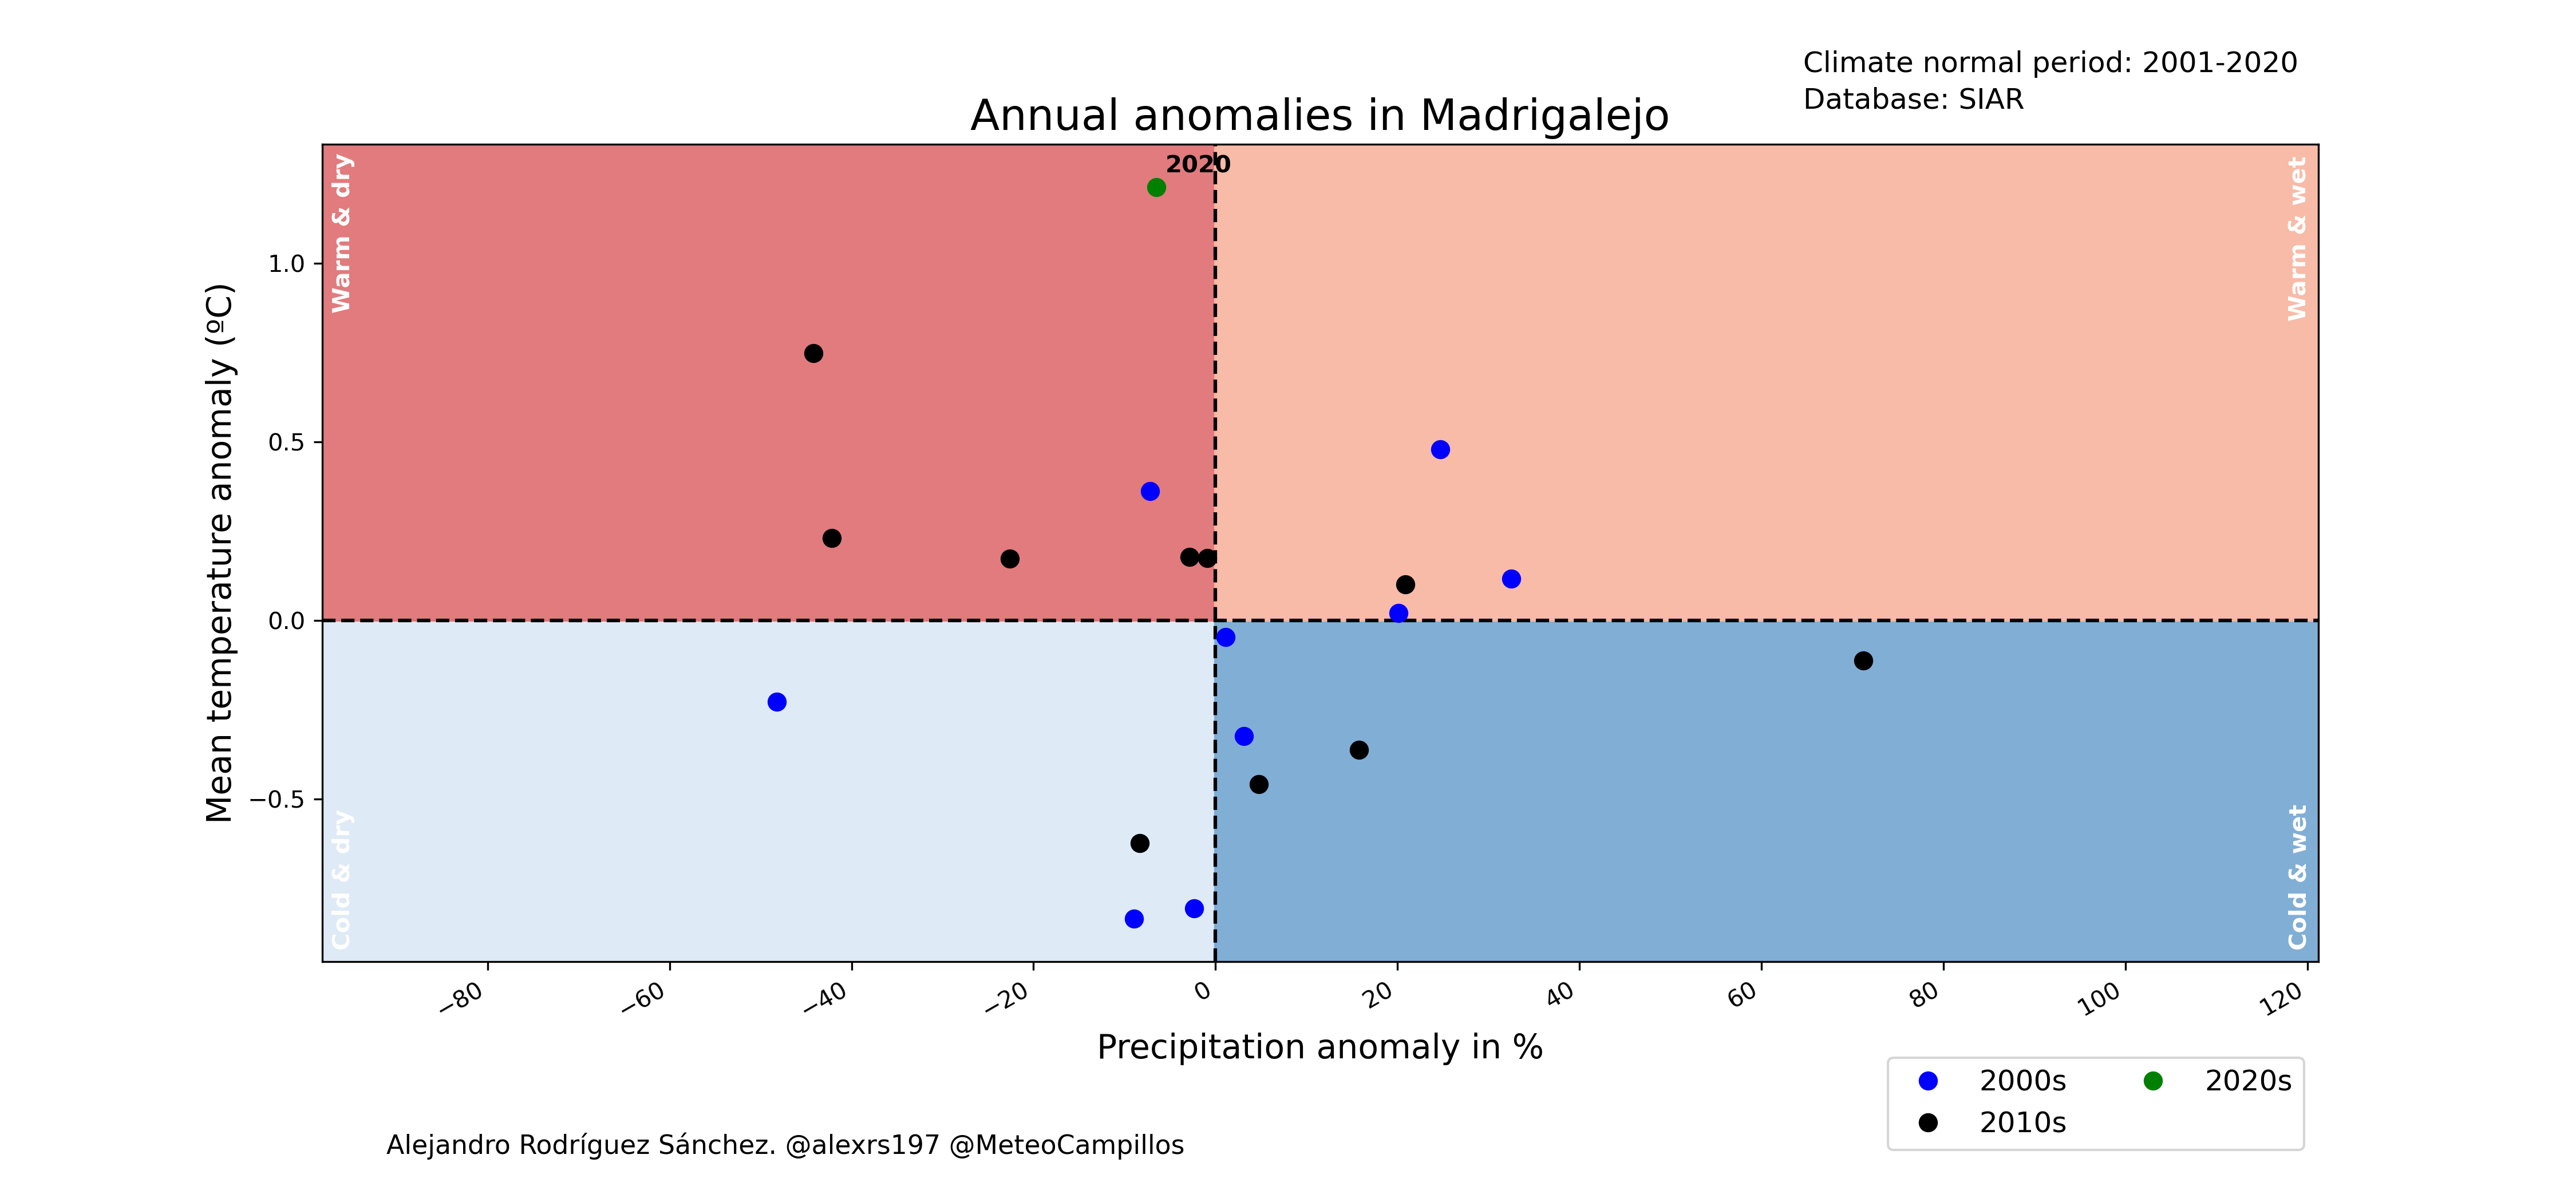 Climate normal period: 2001-2020
Database: SIAR
Annual anomalies in Madrigalejo
Warm & dry
2020
Warm & wet
Mean temperature anomaly (ºC)
1.0
0.5
0.0
−0.5
Cold & dry
Cold & wet
−80 −60 −40 −20 0 20 40 60 80 100 120
Precipitation anomaly in %
2000s 2020s
2010s
Alejandro Rodríguez Sánchez. @alexrs197 @MeteoCampillos